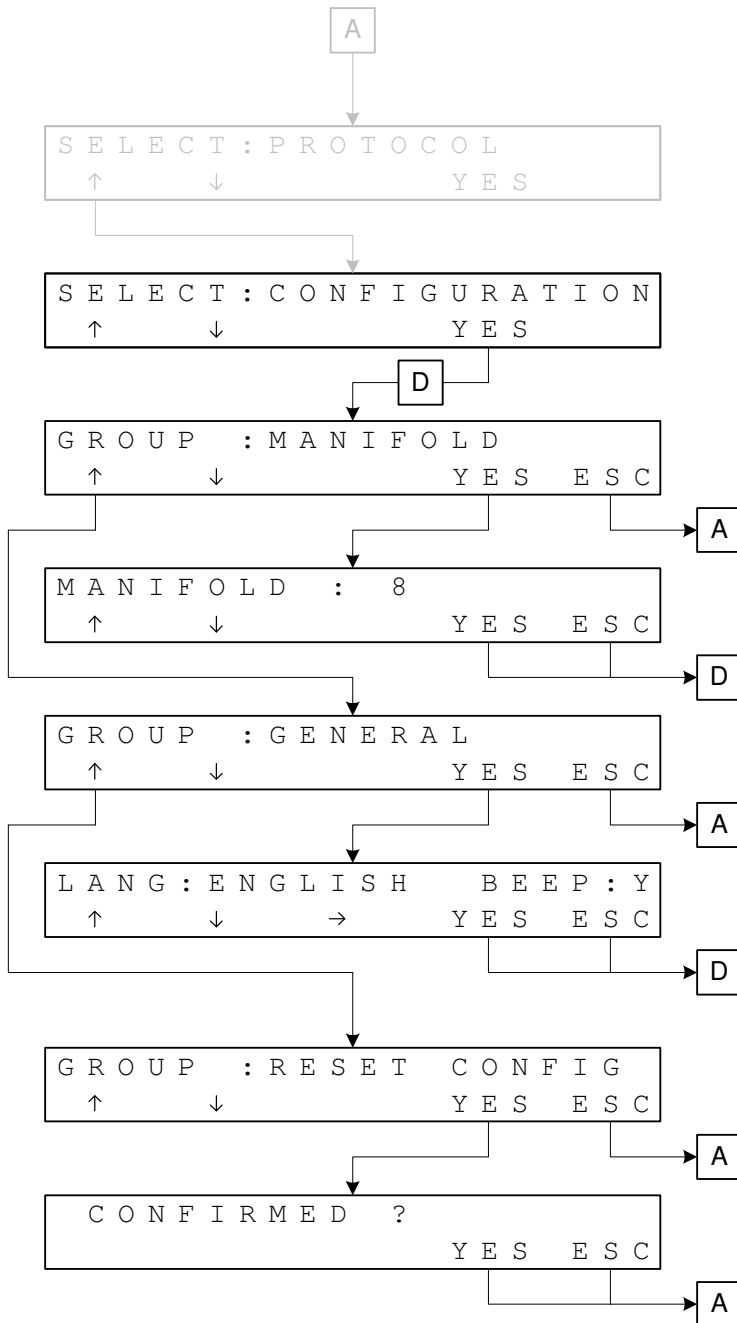 A
SELECT:PROTOCOL
↑ ↓ YES
SELECT:CONFIGURATION
↑ ↓ YES
D
GROUP :MANIFOLD
↑ ↓ YES ESC
A
MANIFOLD : 8
↑ ↓ YES ESC
D
GROUP :GENERAL
↑ ↓ YES ESC
A
LANG:ENGLISH BEEP:Y
↑ ↓ → YES ESC
D
GROUP :RESET CONFIG
↑ ↓ YES ESC
A
CONFIRMED ?
YES ESC
A